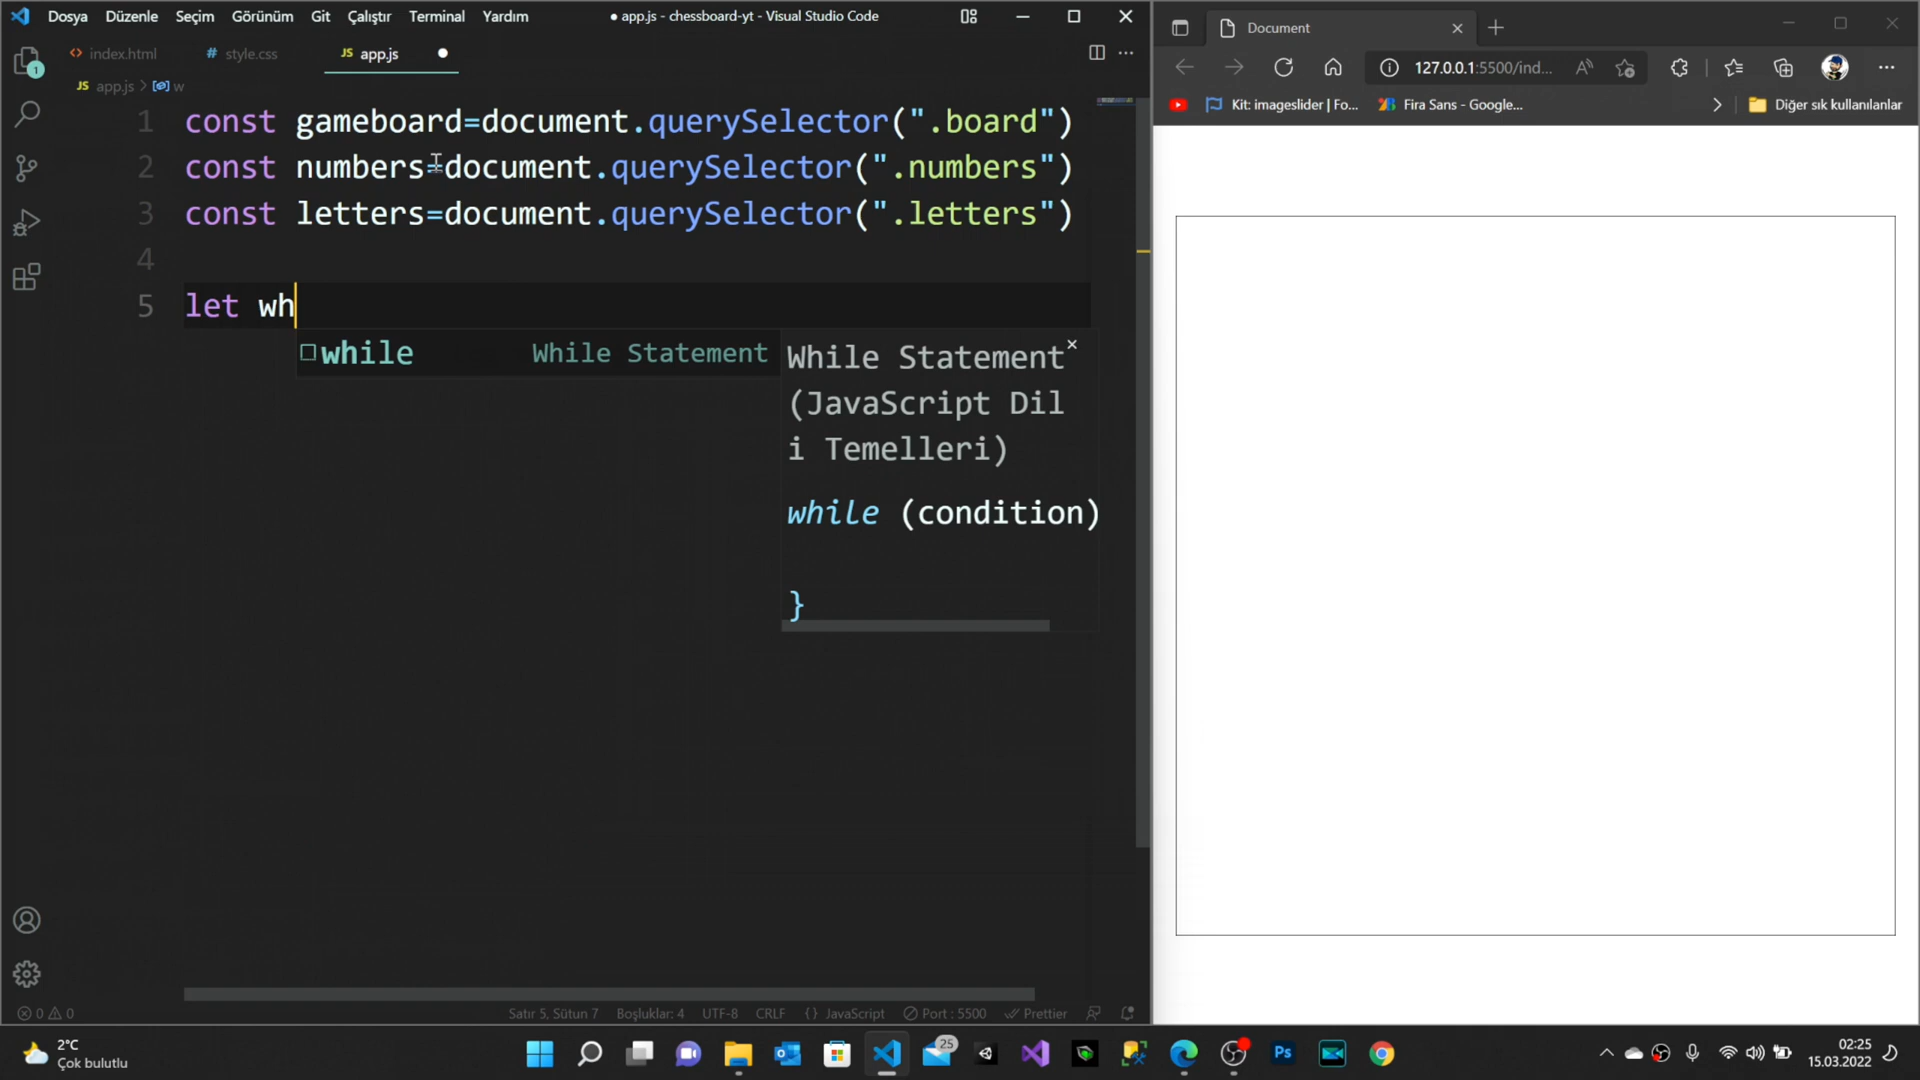 Dosya Düzenle Seçim Görünüm Git Çalıştır Terminal Yardım
● app.js - chessboard-yt - Visual Studio Code
index.html
# style.css
JS app.js ●
JS app.js > w
1 const gameboard=document.querySelector(".board")
2 const numbers=document.querySelector(".numbers")
3 const letters=document.querySelector(".letters")
4
5 let wh
while While Statement
While Statement ×
(JavaScript Dil
i Temelleri)
while (condition)
}
1
0 0
Satır 5, Sütun 7
Boşluklar: 4
UTF-8
CRLF
{} JavaScript
Port : 5500
Prettier
Document
127.0.0.1:5500/ind...
Kit: imageslider | Fo...
Fira Sans - Google...
Diğer sık kullanılanlar
2°C
Çok bulutlu
25
Ps
02:25
15.03.2022